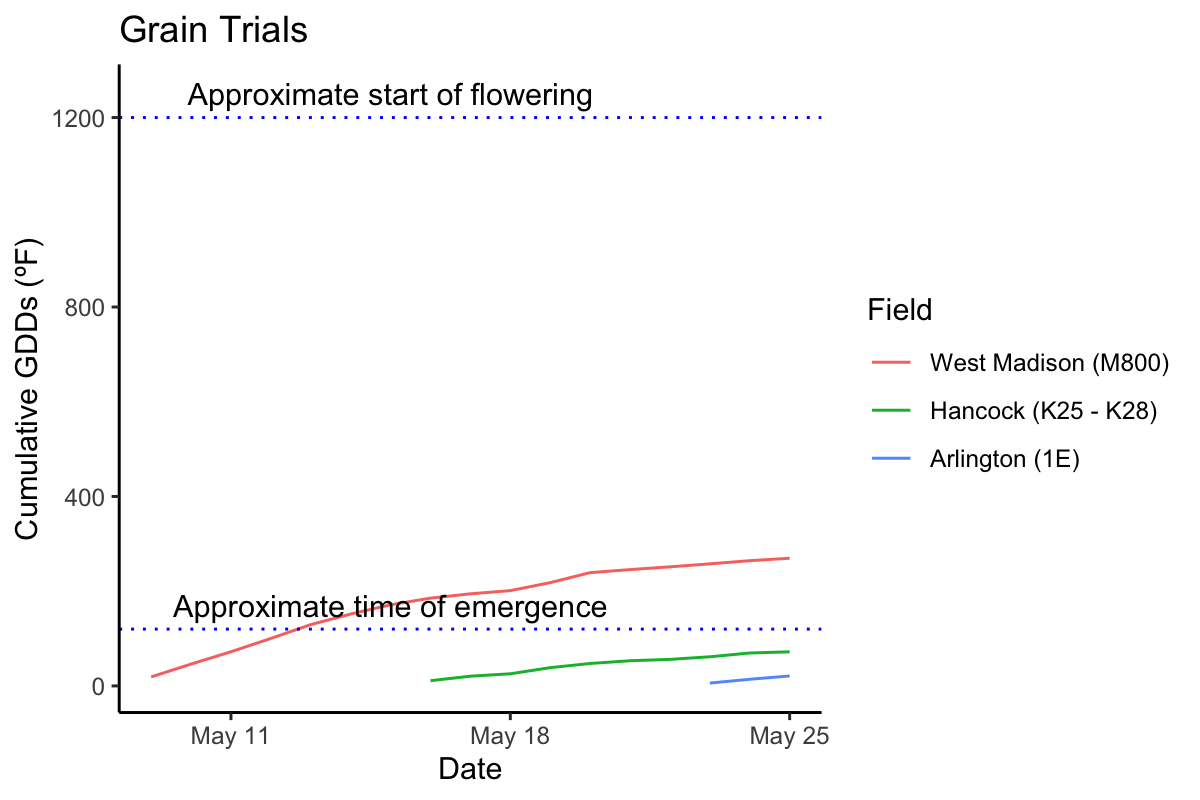 Grain Trials
Approximate start of flowering
1200
800
400
0
Cumulative GDDs (ºF)
Approximate time of emergence
May 11
May 18
May 25
Date
Field
West Madison (M800)
Hancock (K25 - K28)
Arlington (1E)